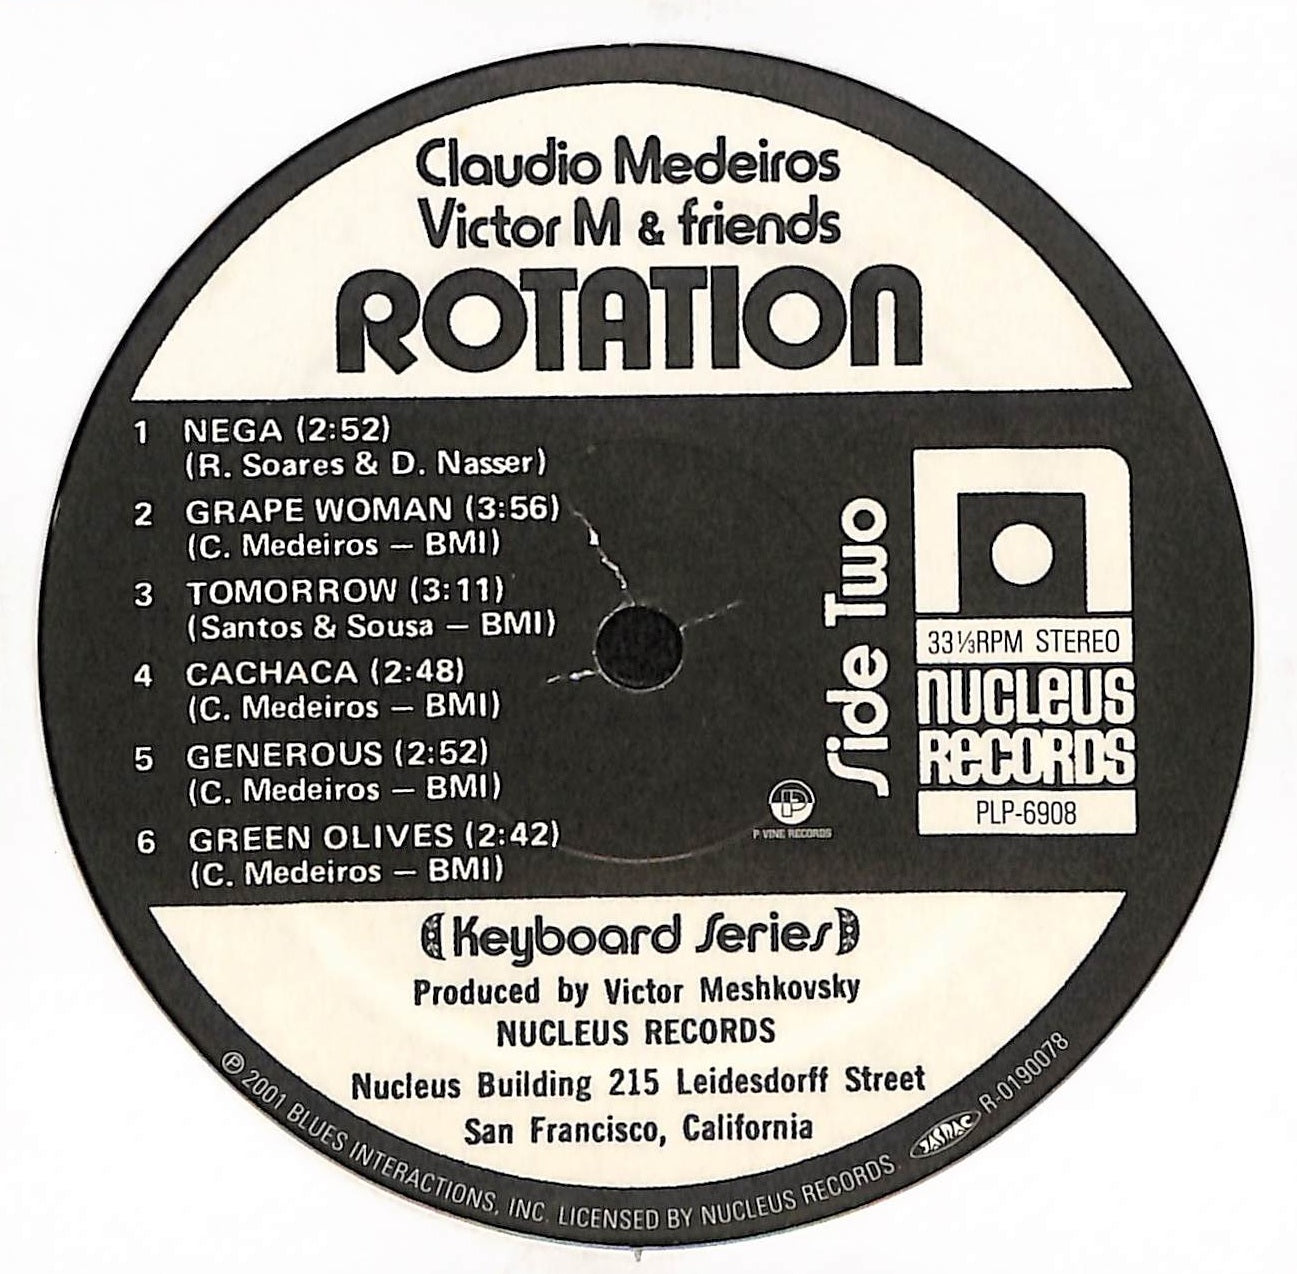 Claudio Medeiros
Victor M & friends
ROTATION
1 NEGA (2:52)
(R. Soares & D. Nasser)
2 GRAPE WOMAN (3:56)
(C. Medeiros — BMI)
3 TOMORROW (3:11)
(Santos & Sousa — BMI)
4 CACHACA (2:48)
(C. Medeiros — BMI)
5 GENEROUS (2:52)
(C. Medeiros — BMI)
6 GREEN OLIVES (2:42)
(C. Medeiros — BMI)
Side Two
33⅓RPM STEREO
NUCLEUS
RECORDS
PLP-6908
P
P VINE RECORDS
Keyboard Series
Produced by Victor Meshkovsky
NUCLEUS RECORDS
Nucleus Building 215 Leidesdorff Street
San Francisco, California
℗ 2001 BLUES INTERACTIONS, INC. LICENSED BY NUCLEUS RECORDS. JASRAC R-0190078